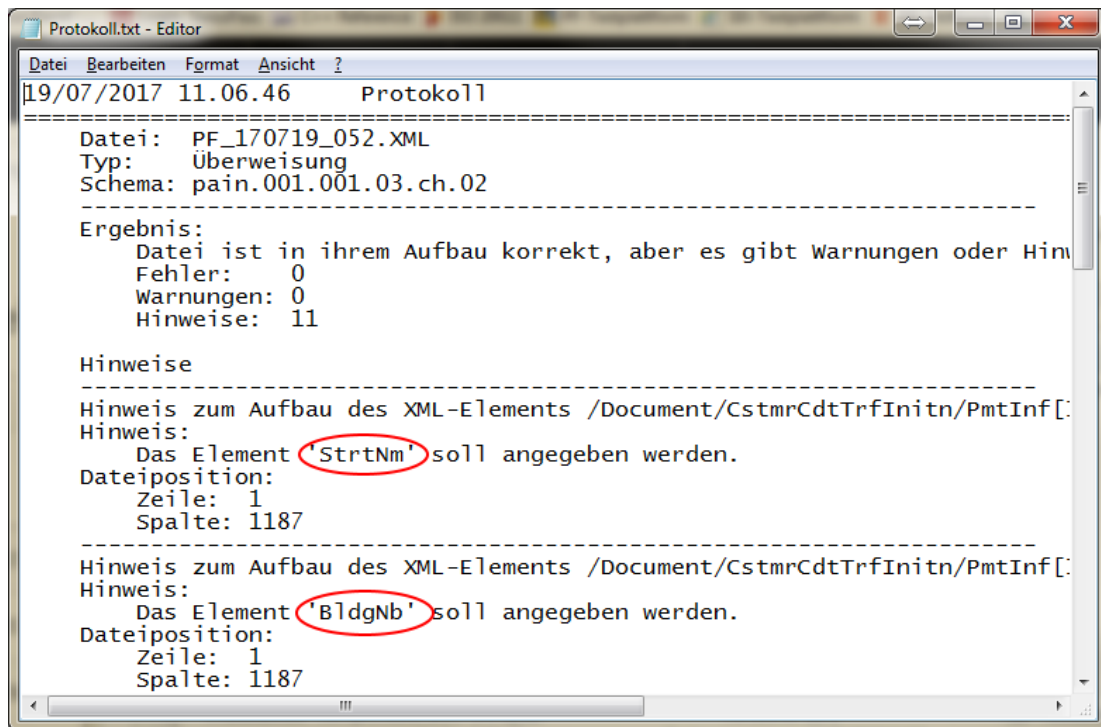 Protokoll.txt - Editor
Datei Bearbeiten Format Ansicht ?
19/07/2017 11.06.46 Protokoll
================================================================================
Datei: PF_170719_052.XML
Typ: Überweisung
Schema: pain.001.001.03.ch.02
--------------------------------------------------------------------
Ergebnis:
Datei ist in ihrem Aufbau korrekt, aber es gibt Warnungen oder Hin
Fehler: 0
Warnungen: 0
Hinweise: 11
Hinweise
--------------------------------------------------------------------
Hinweis zum Aufbau des XML-Elements /Document/CstmrCdtTrfInitn/PmtInf[
Hinweis:
Das Element 'StrtNm' soll angegeben werden.
Dateiposition:
Zeile: 1
Spalte: 1187
--------------------------------------------------------------------
Hinweis zum Aufbau des XML-Elements /Document/CstmrCdtTrfInitn/PmtInf[
Hinweis:
Das Element 'BldgNb' soll angegeben werden.
Dateiposition:
Zeile: 1
Spalte: 1187